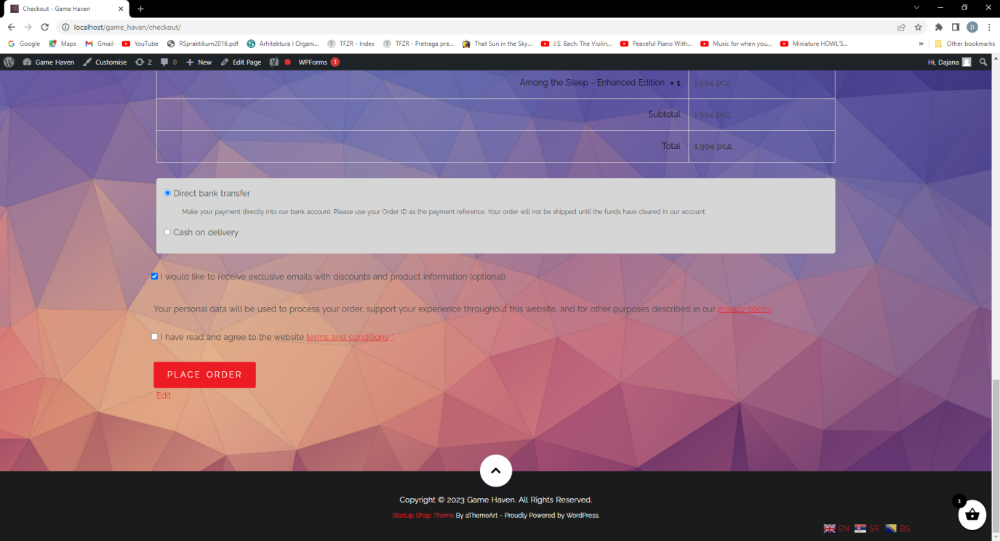 Checkout - Game Haven
localhost/game_haven/checkout/
D
Google Maps Gmail YouTube RSpraktikum2016.pdf Arhitektura I Organi... TFZR - Index TFZR - Pretraga pre... That Sun in the Sky... J.S. Bach: The Violin... Peaceful Piano With... Music for when you... Miniature HOWL'S... » Other bookmarks
Game Haven Customise 2 0 New Edit Page WPForms 1 Hi, Dajana
Among the Sleep - Enhanced Edition × 1 1.994 рсд
Subtotal 1.994 рсд
Total 1.994 рсд
Direct bank transfer
Make your payment directly into our bank account. Please use your Order ID as the payment reference. Your order will not be shipped until the funds have cleared in our account.
Cash on delivery
I would like to receive exclusive emails with discounts and product information (optional)
Your personal data will be used to process your order, support your experience throughout this website, and for other purposes described in our privacy policy.
I have read and agree to the website terms and conditions *
PLACE ORDER
Edit
Copyright © 2023 Game Haven. All Rights Reserved.
Startup Shop Theme By aThemeArt - Proudly Powered by WordPress.
1
EN SR BS